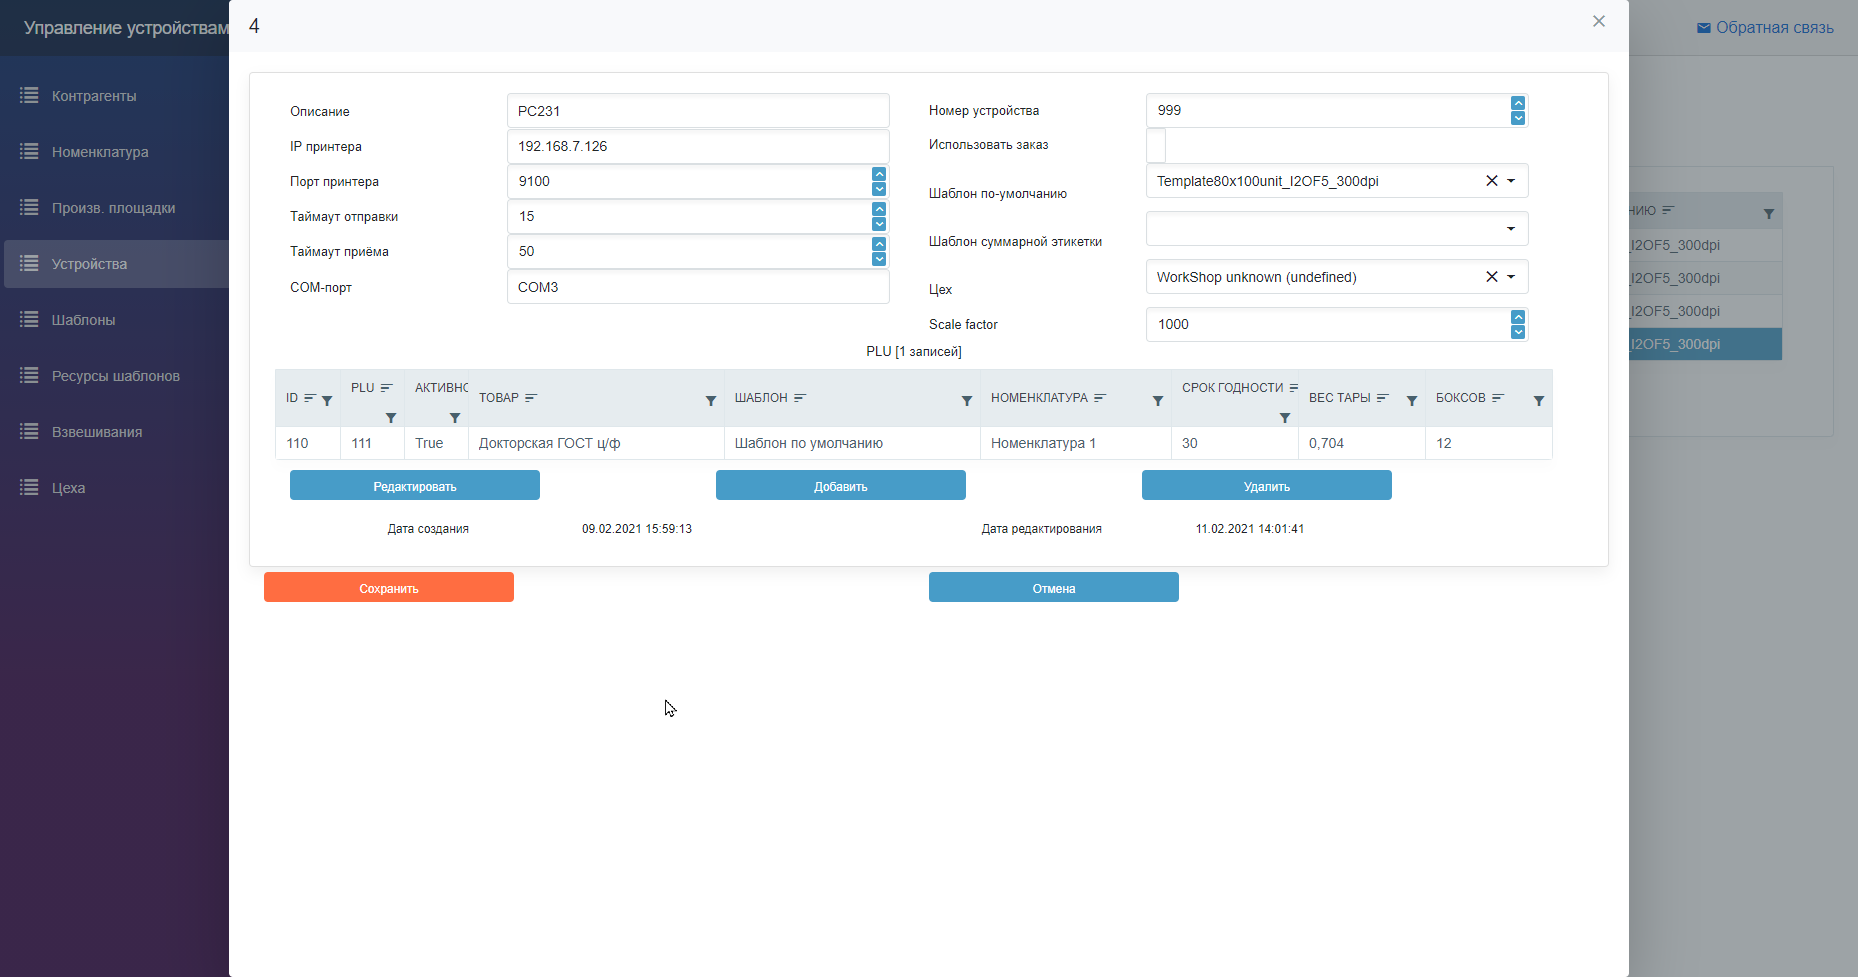 Управление устройствам
4
Обратная связь
Контрагенты
Номенклатура
Произв. площадки
Устройства
Шаблоны
Ресурсы шаблонов
Взвешивания
Цеха
Описание
PC231
IP принтера
192.168.7.126
Порт принтера
9100
Таймаут отправки
15
Таймаут приёма
50
COM-порт
COM3
Номер устройства
999
Использовать заказ
Шаблон по-умолчанию
Template80x100unit_I2OF5_300dpi
Шаблон суммарной этикетки
Цех
WorkShop unknown (undefined)
Scale factor
1000
PLU [1 записей]
ID PLU АКТИВНО ТОВАР ШАБЛОН НОМЕНКЛАТУРА СРОК ГОДНОСТИ ВЕС ТАРЫ БОКСОВ
110 111 True Докторская ГОСТ ц/ф Шаблон по умолчанию Номенклатура 1 30 0,704 12
Редактировать Добавить Удалить
Дата создания 09.02.2021 15:59:13 Дата редактирования 11.02.2021 14:01:41
Сохранить Отмена
НИЮ
_I2OF5_300dpi
_I2OF5_300dpi
_I2OF5_300dpi
_I2OF5_300dpi